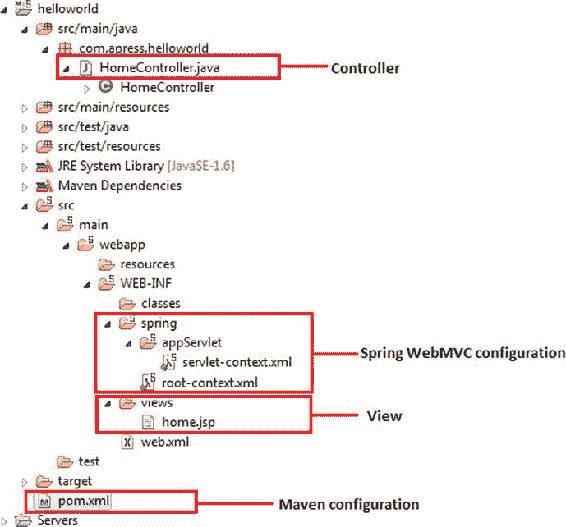 helloworld
src/main/java
com.apress.helloworld
HomeController.java
Controller
HomeController
src/main/resources
src/test/java
src/test/resources
JRE System Library [JavaSE-1.6]
Maven Dependencies
src
main
webapp
resources
WEB-INF
classes
spring
appServlet
servlet-context.xml
Spring WebMVC configuration
root-context.xml
views
home.jsp
View
web.xml
test
target
pom.xml
Maven configuration
Servers